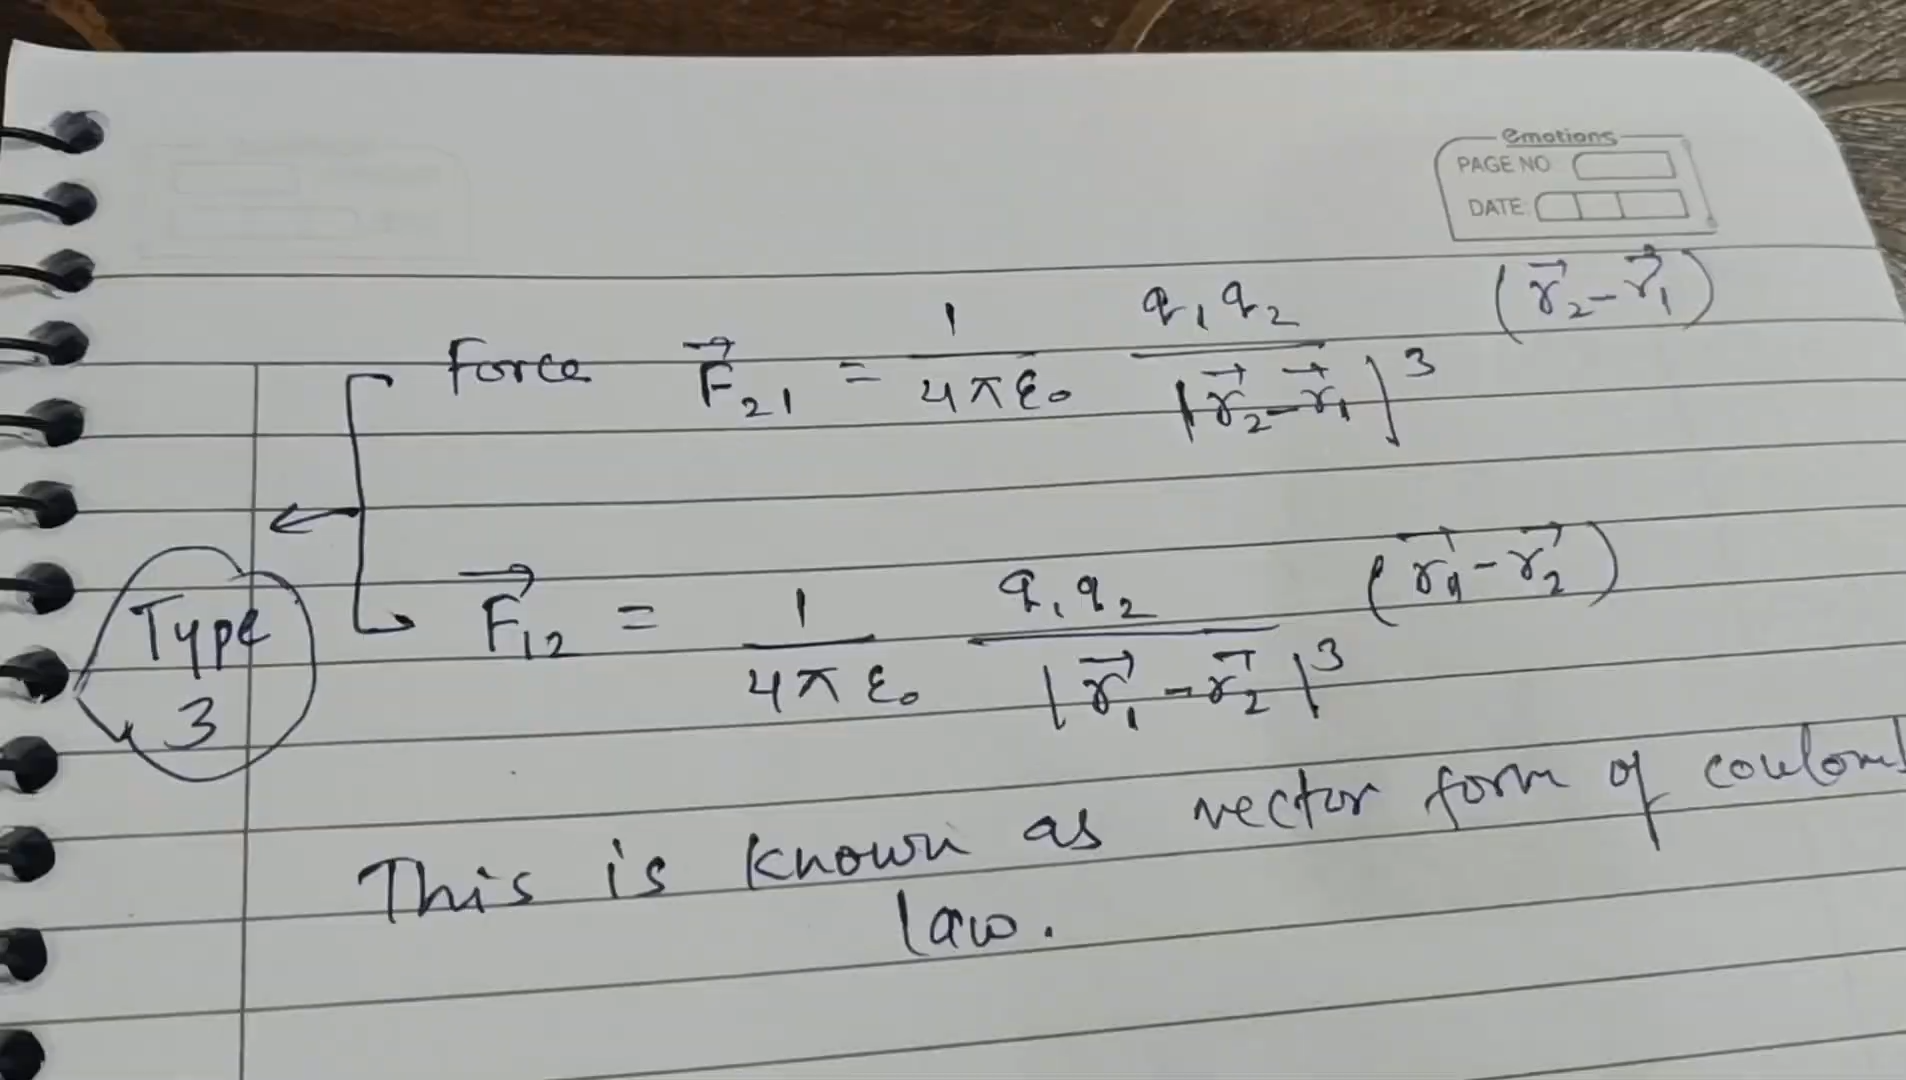 emotions
PAGE NO
DATE:
Force F⃗₂₁ = 1/4πε₀ q₁q₂/|r⃗₂-r⃗₁|³ (r⃗₂-r⃗₁)
F⃗₁₂ = 1/4πε₀ q₁q₂/|r⃗₁-r⃗₂|³ (r⃗₁-r⃗₂)
Type
3
This is known as vector form of coulomb
law.